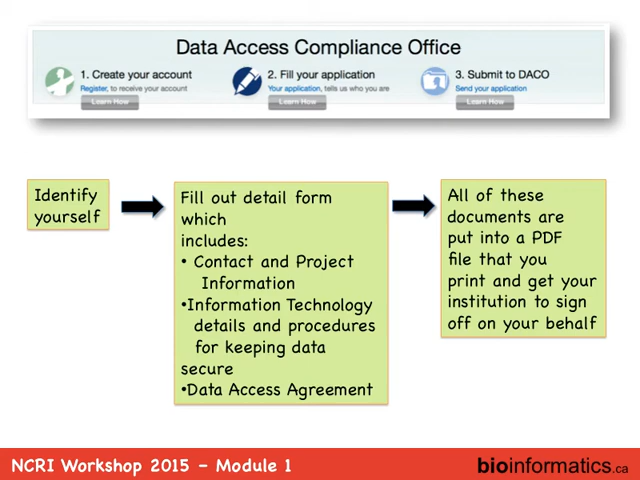 Data Access Compliance Office
1. Create your account
Register, to receive your account
Learn How
2. Fill your application
Your application, tells us who you are
Learn How
3. Submit to DACO
Send your application
Learn How
Identify
yourself
Fill out detail form
which
includes:
• Contact and Project
Information
•Information Technology
details and procedures
for keeping data
secure
•Data Access Agreement
All of these
documents are
put into a PDF
file that you
print and get your
institution to sign
off on your behalf
NCRI Workshop 2015 – Module 1
bioinformatics.ca